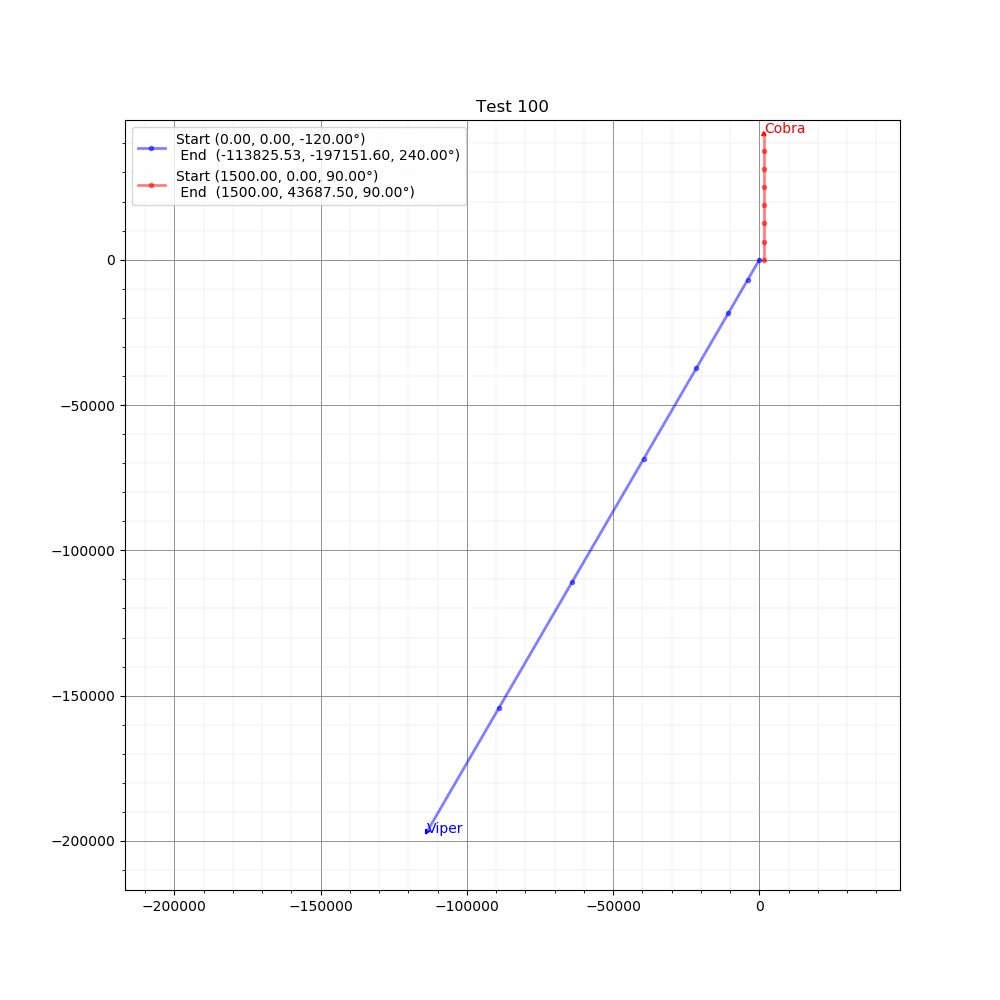 Test 100
Start (0.00, 0.00, -120.00°)
End (-113825.53, -197151.60, 240.00°)
Start (1500.00, 0.00, 90.00°)
End (1500.00, 43687.50, 90.00°)
Cobra
0
−50000
−100000
−150000
−200000
Viper
−200000
−150000
−100000
−50000
0